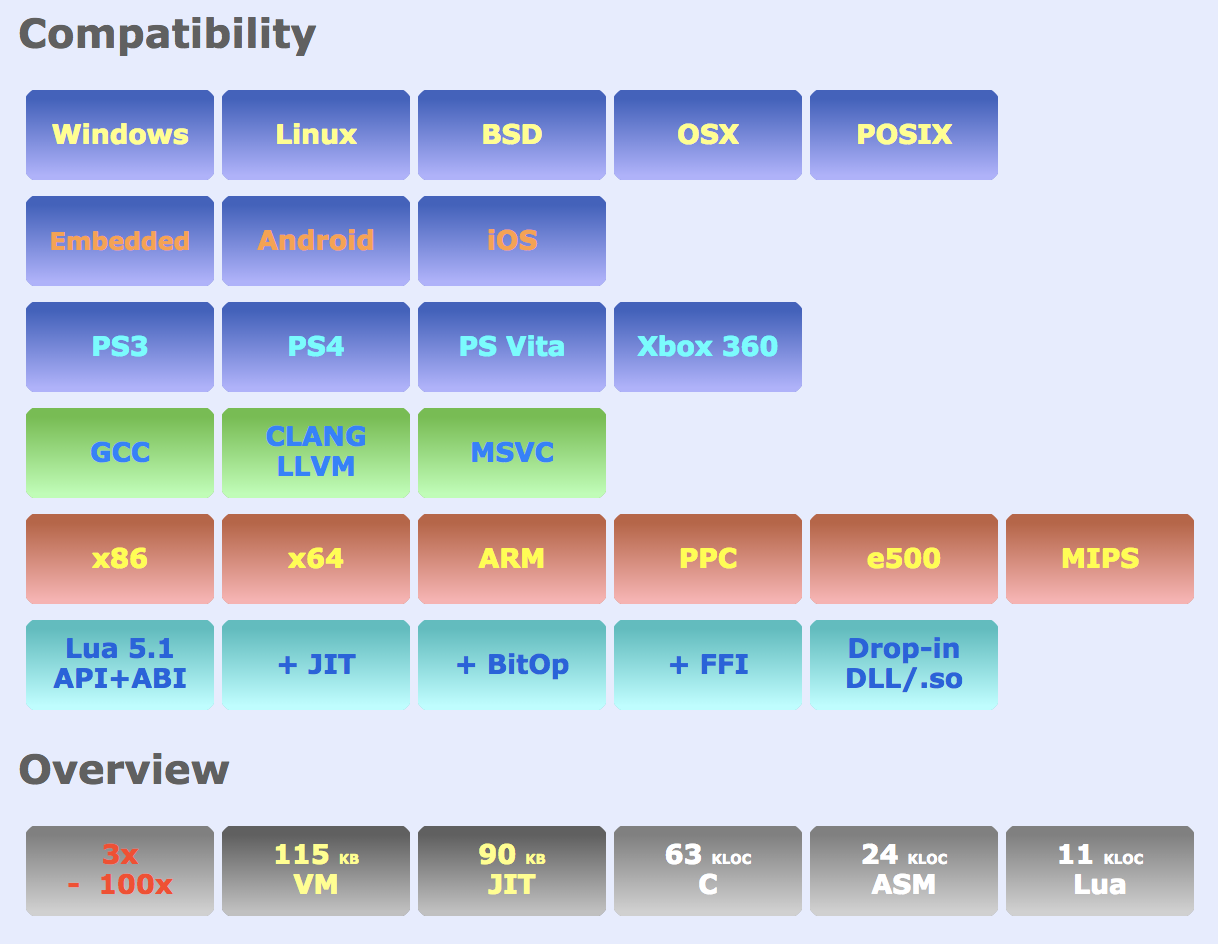 Compatibility
Windows Linux BSD OSX POSIX
Embedded Android iOS
PS3 PS4 PS Vita Xbox 360
GCC CLANG LLVM MSVC
x86 x64 ARM PPC e500 MIPS
Lua 5.1 API+ABI + JIT + BitOp + FFI Drop-in DLL/.so
Overview
3x - 100x 115 KB VM 90 KB JIT 63 KLOC C 24 KLOC ASM 11 KLOC Lua